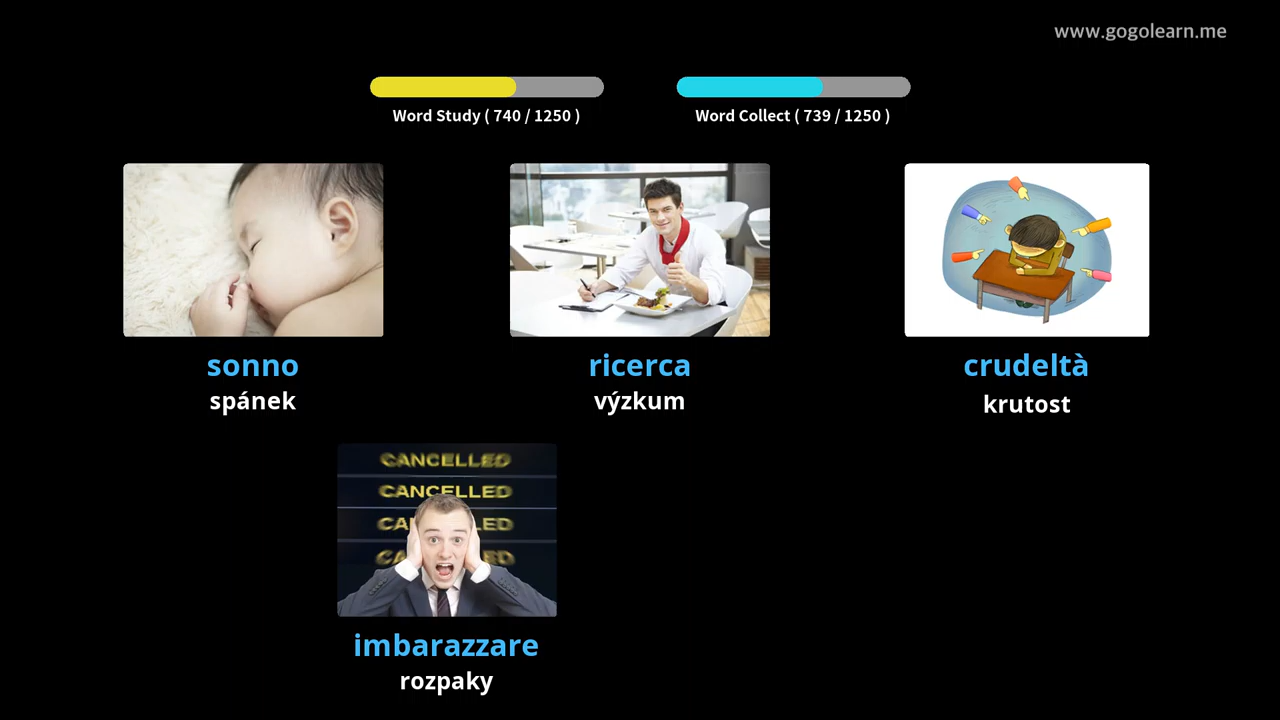 www.gogolearn.me
Word Study ( 740 / 1250 )
Word Collect ( 739 / 1250 )
sonno
spánek
ricerca
výzkum
crudeltà
krutost
CANCELLED
CANCELLED
imbarazzare
rozpaky